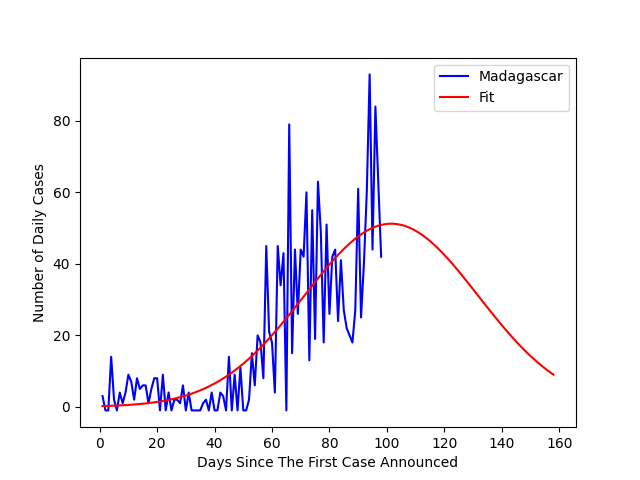 Madagascar
Fit
80
60
40
20
0
Number of Daily Cases
0 20 40 60 80 100 120 140 160
Days Since The First Case Announced